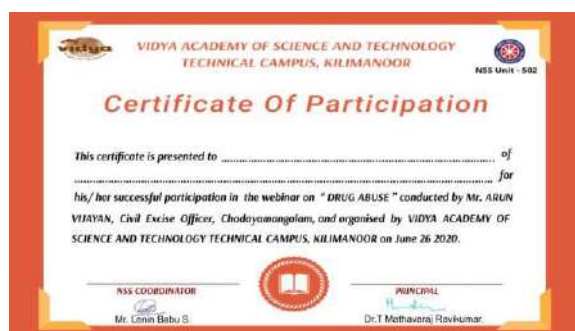 vidya
VIDYA ACADEMY OF SCIENCE AND TECHNOLOGY
TECHNICAL CAMPUS, KILIMANOOR
NSS Unit - 502
Certificate Of Participation
This certificate is presented to ........................................ of
........................................ for
his/ her successful participation in the webinar on " DRUG ABUSE " conducted by Mr. ARUN
VIJAYAN, Civil Excise Officer, Chadayamangalam, and organised by VIDYA ACADEMY OF
SCIENCE AND TECHNOLOGY TECHNICAL CAMPUS, KILIMANOOR on June 26 2020.
NSS COORDINATOR
Mr. Lenin Babu S.
PRINCIPAL
Dr.T Mathavaraj Ravikumar.